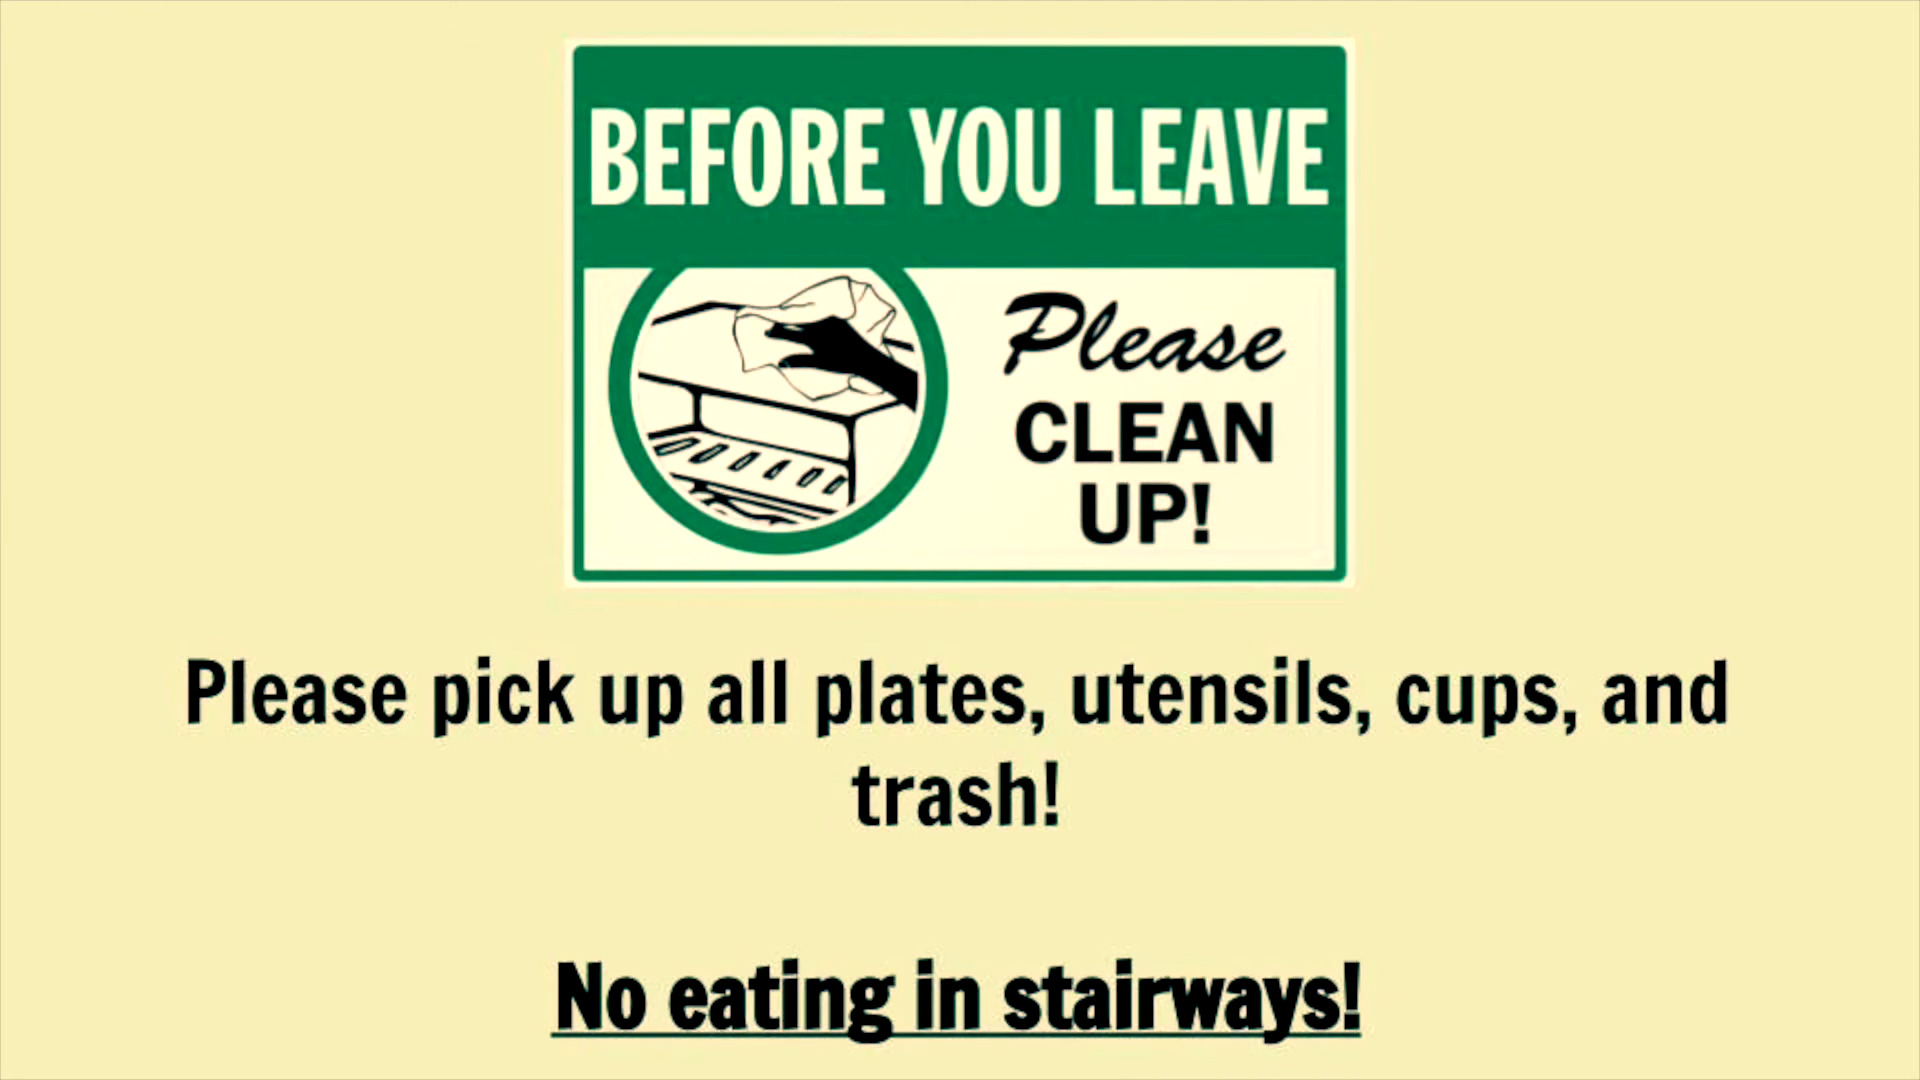 BEFORE YOU LEAVE
Please
CLEAN
UP!
Please pick up all plates, utensils, cups, and
trash!
No eating in stairways!